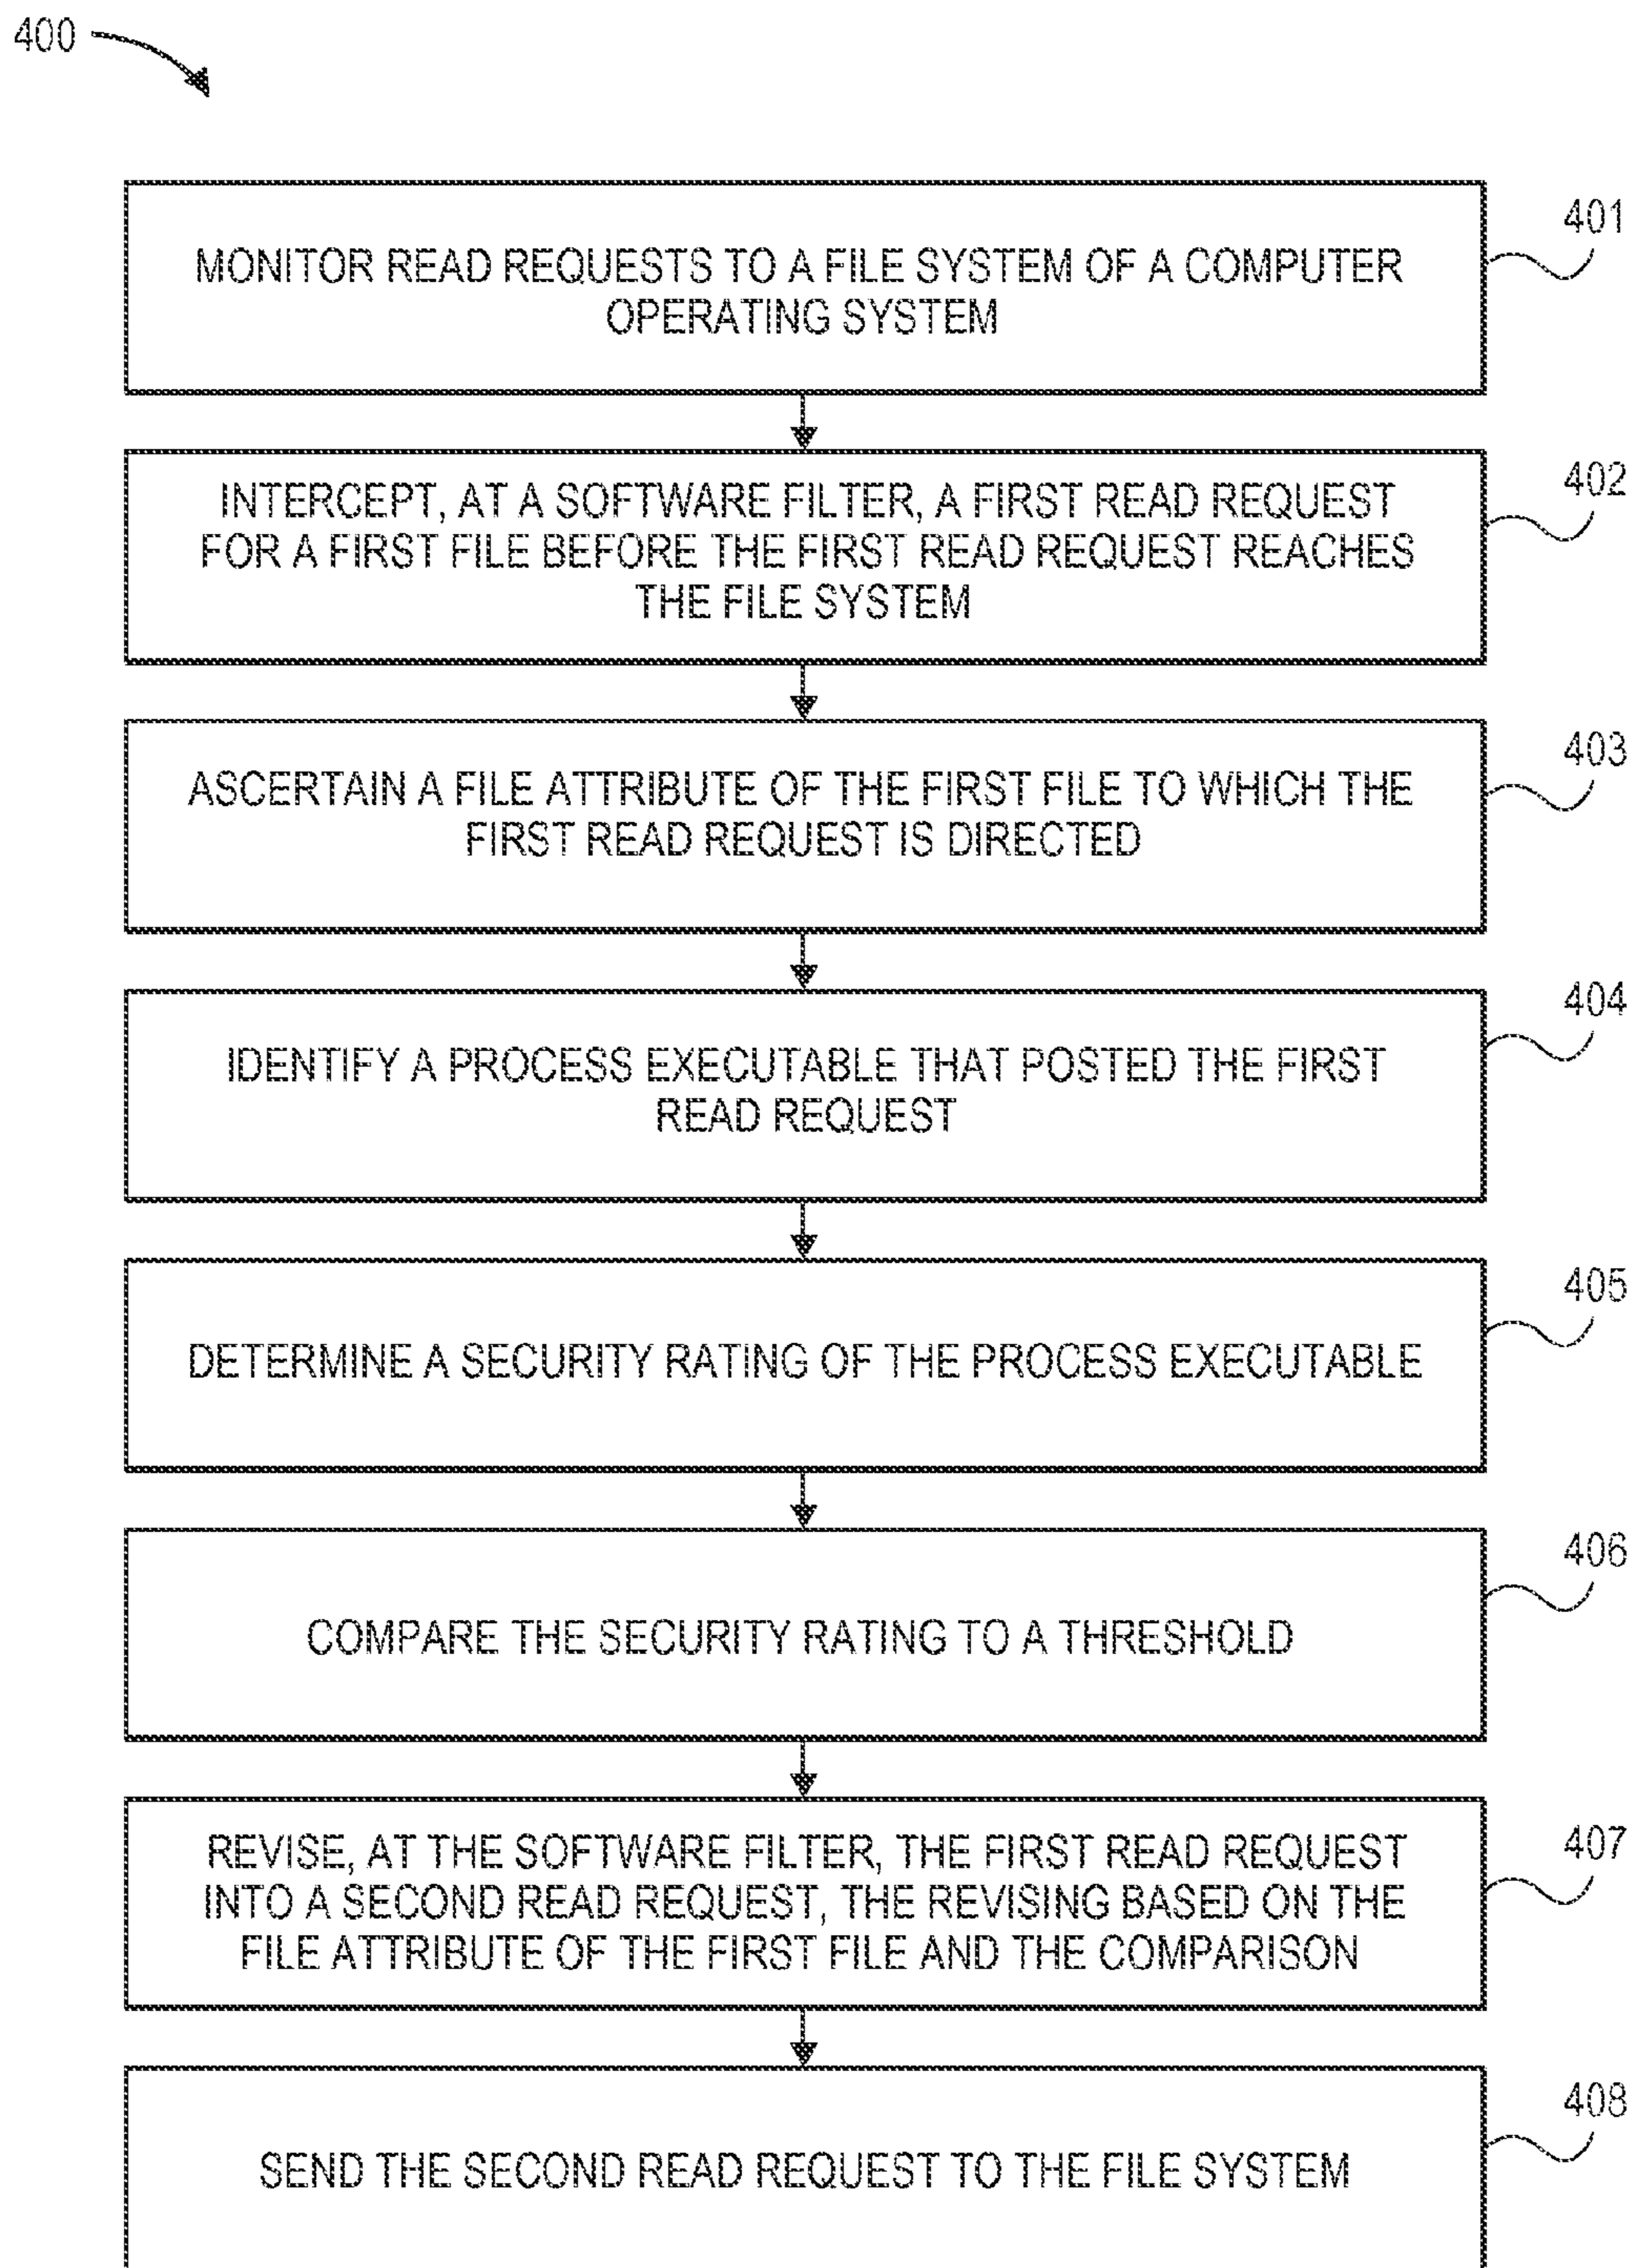 400
401
MONITOR READ REQUESTS TO A FILE SYSTEM OF A COMPUTER
OPERATING SYSTEM
402
INTERCEPT, AT A SOFTWARE FILTER, A FIRST READ REQUEST
FOR A FIRST FILE BEFORE THE FIRST READ REQUEST REACHES
THE FILE SYSTEM
403
ASCERTAIN A FILE ATTRIBUTE OF THE FIRST FILE TO WHICH THE
FIRST READ REQUEST IS DIRECTED
404
IDENTIFY A PROCESS EXECUTABLE THAT POSTED THE FIRST
READ REQUEST
405
DETERMINE A SECURITY RATING OF THE PROCESS EXECUTABLE
406
COMPARE THE SECURITY RATING TO A THRESHOLD
407
REVISE, AT THE SOFTWARE FILTER, THE FIRST READ REQUEST
INTO A SECOND READ REQUEST, THE REVISING BASED ON THE
FILE ATTRIBUTE OF THE FIRST FILE AND THE COMPARISON
408
SEND THE SECOND READ REQUEST TO THE FILE SYSTEM